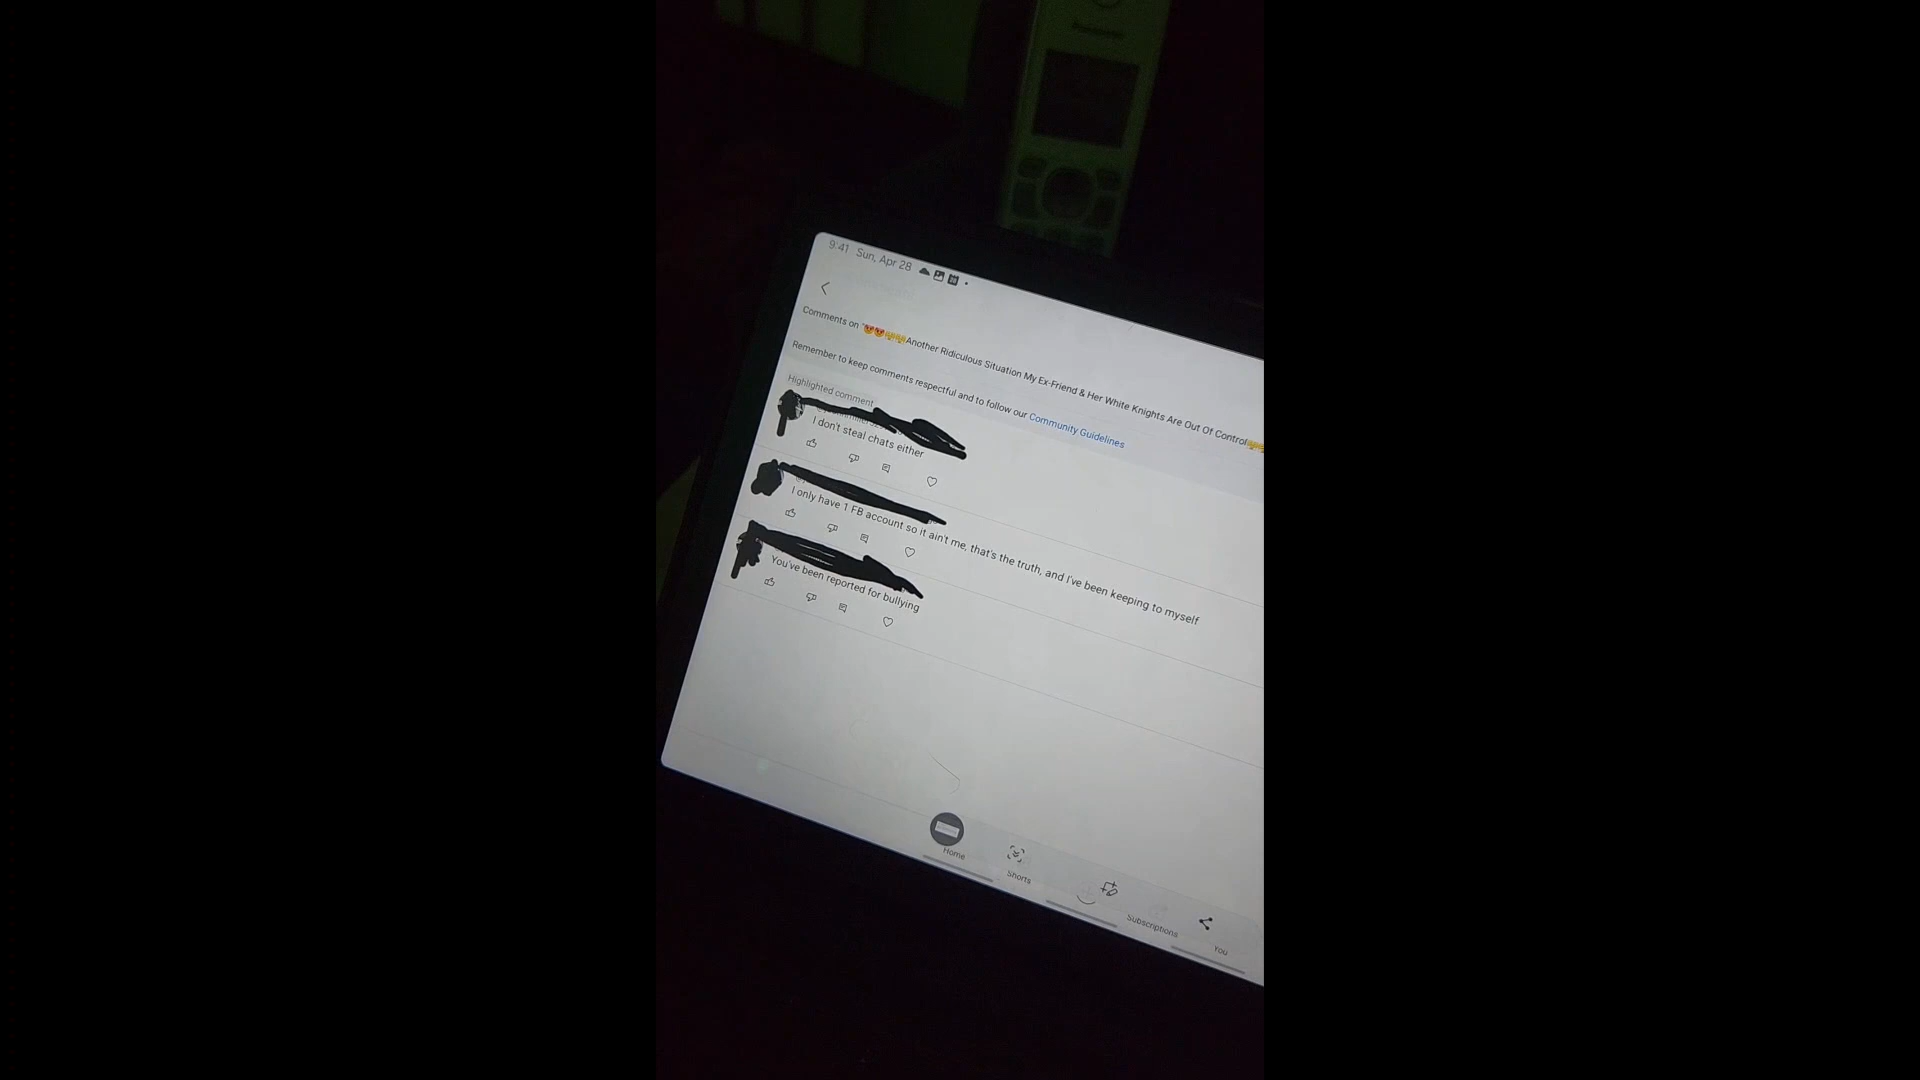 Panasonic
9:41 Sun, Apr 28
Comments on "😡😡🤬🤬Another Ridiculous Situation My Ex-Friend & Her White Knights Are Out Of Control
Remember to keep comments respectful and to follow our Community Guidelines
Highlighted comment
I don't steal chats either
I only have 1 FB account so it ain't me, that's the truth, and I've been keeping to myself
You've been reported for bullying
Home
Shorts
Subscriptions
You